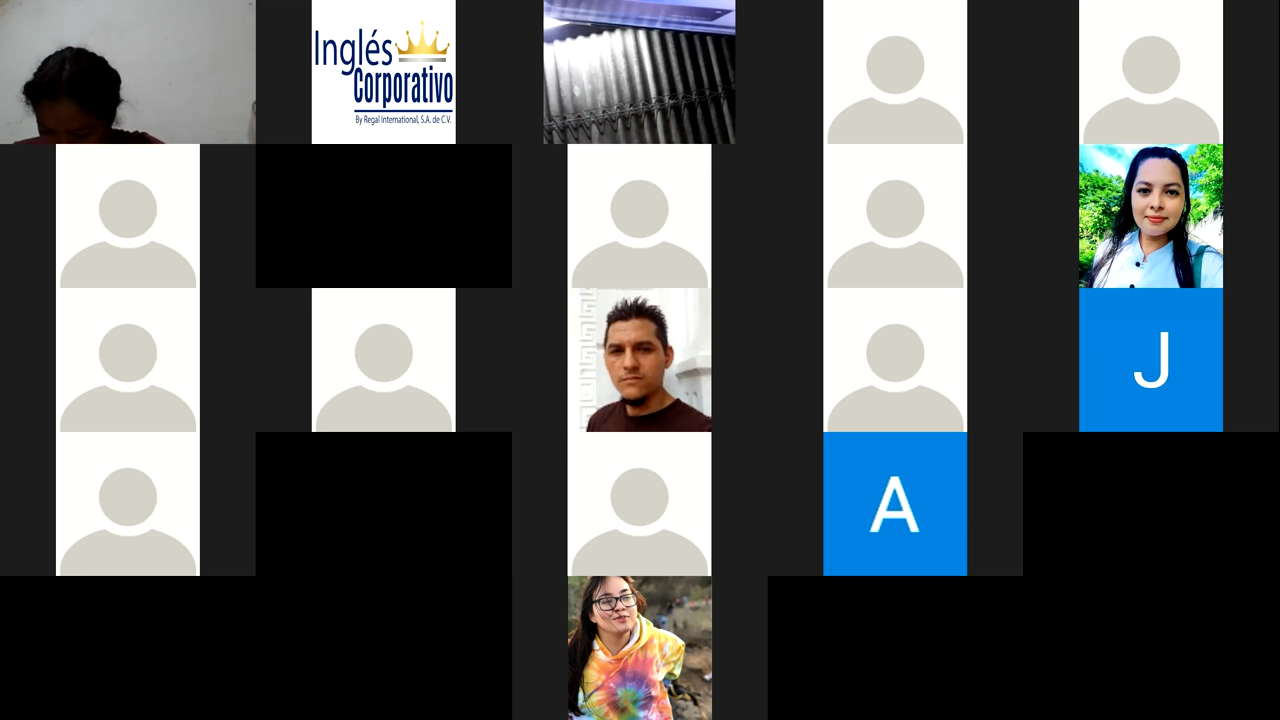 Inglés
Corporativo
By Regal International, S.A. de C.V.
J
A